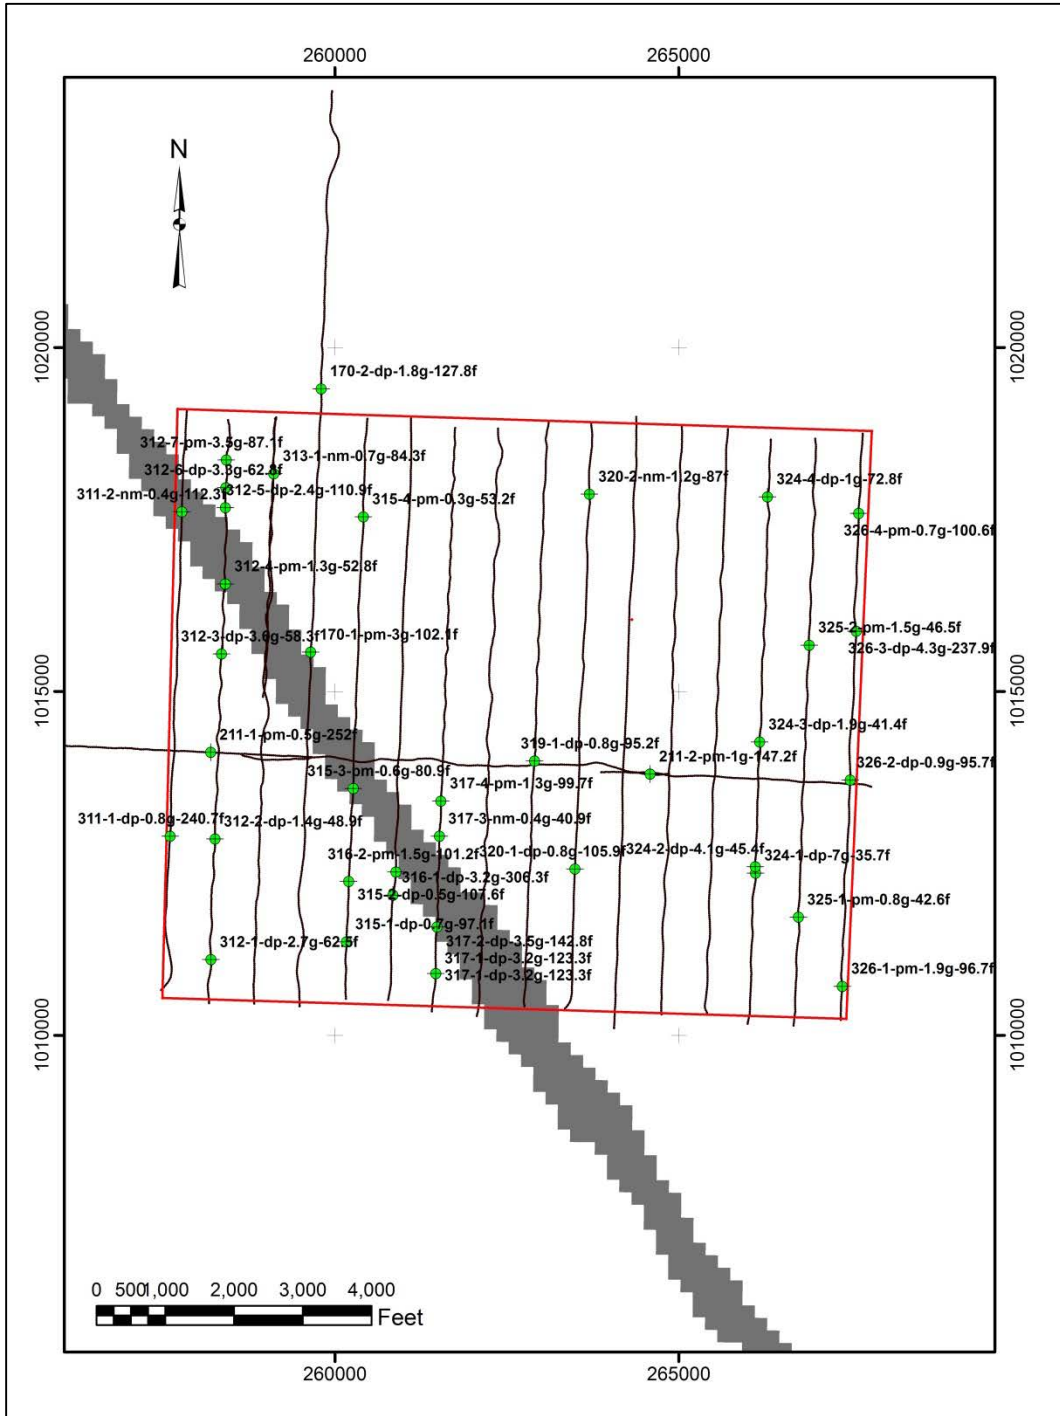 260000
265000
N
1020000
1020000
170-2-dp-1.8g-127.8f
312-7-pm-3.5g-87.1f
313-1-nm-0.7g-84.3f
312-6-dp-3.3g-62.8f
312-5-dp-2.4g-110.9f
311-2-nm-0.4g-112.3f
315-4-pm-0.3g-53.2f
320-2-nm-1.2g-87f
324-4-dp-1g-72.8f
326-4-pm-0.7g-100.6f
312-4-pm-1.3g-52.8f
312-3-dp-3.6g-58.3f
170-1-pm-3g-102.1f
325-2-pm-1.5g-46.5f
326-3-dp-4.3g-237.9f
1015000
1015000
211-1-pm-0.5g-252f
319-1-dp-0.8g-95.2f
324-3-dp-1.9g-41.4f
315-3-pm-0.6g-80.9f
317-4-pm-1.3g-99.7f
211-2-pm-1g-147.2f
326-2-dp-0.9g-95.7f
311-1-dp-0.8g-240.7f
312-2-dp-1.4g-48.9f
317-3-nm-0.4g-40.9f
316-2-pm-1.5g-101.2f
320-1-dp-0.8g-105.9f
324-2-dp-4.1g-45.4f
324-1-dp-7g-35.7f
316-1-dp-3.2g-306.3f
315-2-dp-0.5g-107.6f
325-1-pm-0.8g-42.6f
315-1-dp-0.7g-97.1f
312-1-dp-2.7g-62.5f
317-2-dp-3.5g-142.8f
317-1-dp-3.2g-123.3f
317-1-dp-3.2g-123.3f
326-1-pm-1.9g-96.7f
1010000
1010000
0 500 1,000 2,000 3,000 4,000
Feet
260000
265000